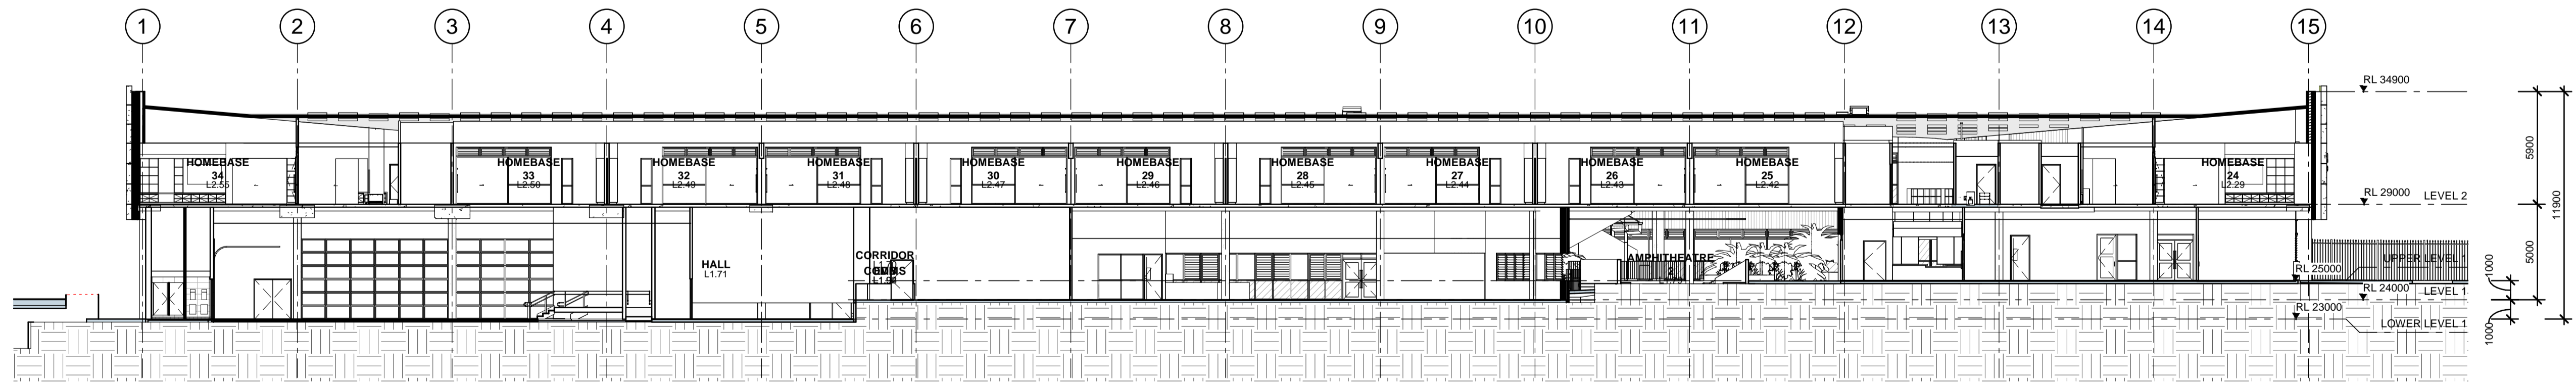 1 2 3 4 5 6 7 8 9 10 11 12 13 14 15
RL 34900
HOMEBASE
34
L2.55
HOMEBASE
33
L2.50
HOMEBASE
32
L2.49
HOMEBASE
31
L2.48
HOMEBASE
30
L2.47
HOMEBASE
29
L2.46
HOMEBASE
28
L2.45
HOMEBASE
27
L2.44
HOMEBASE
26
L2.43
HOMEBASE
25
L2.42
HOMEBASE
24
L2.29
5900
RL 29000
LEVEL 2
11900
HALL
L1.71
CORRIDOR
AMPHITHEATRE
2
5000
UPPER LEVEL 1
RL 25000
1000
RL 24000
LEVEL 1
RL 23000
LOWER LEVEL 1
1000